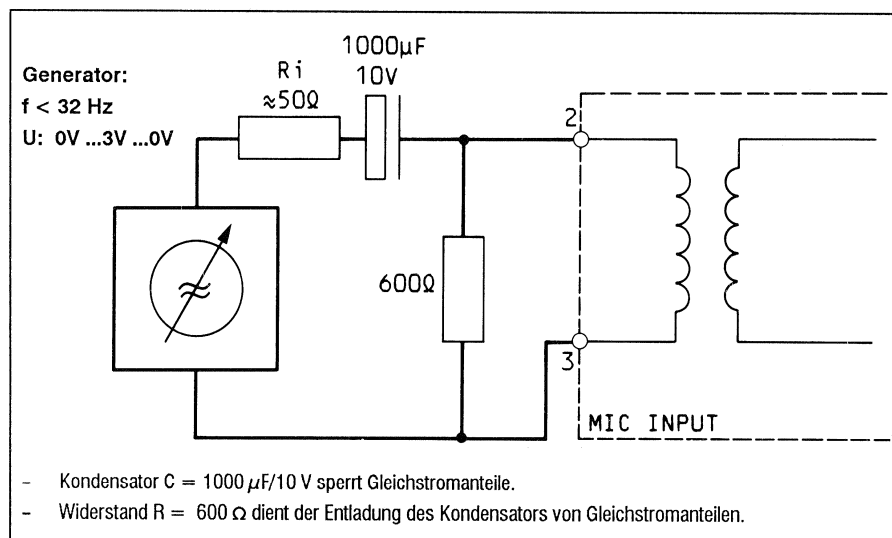 Generator:
f < 32 Hz
U: 0V ...3V ...0V
Ri
≈50Ω
1000µF
10V
2
600Ω
3
MIC INPUT
– Kondensator C = 1000 µF/10 V sperrt Gleichstromanteile.
– Widerstand R = 600 Ω dient der Entladung des Kondensators von Gleichstromanteilen.